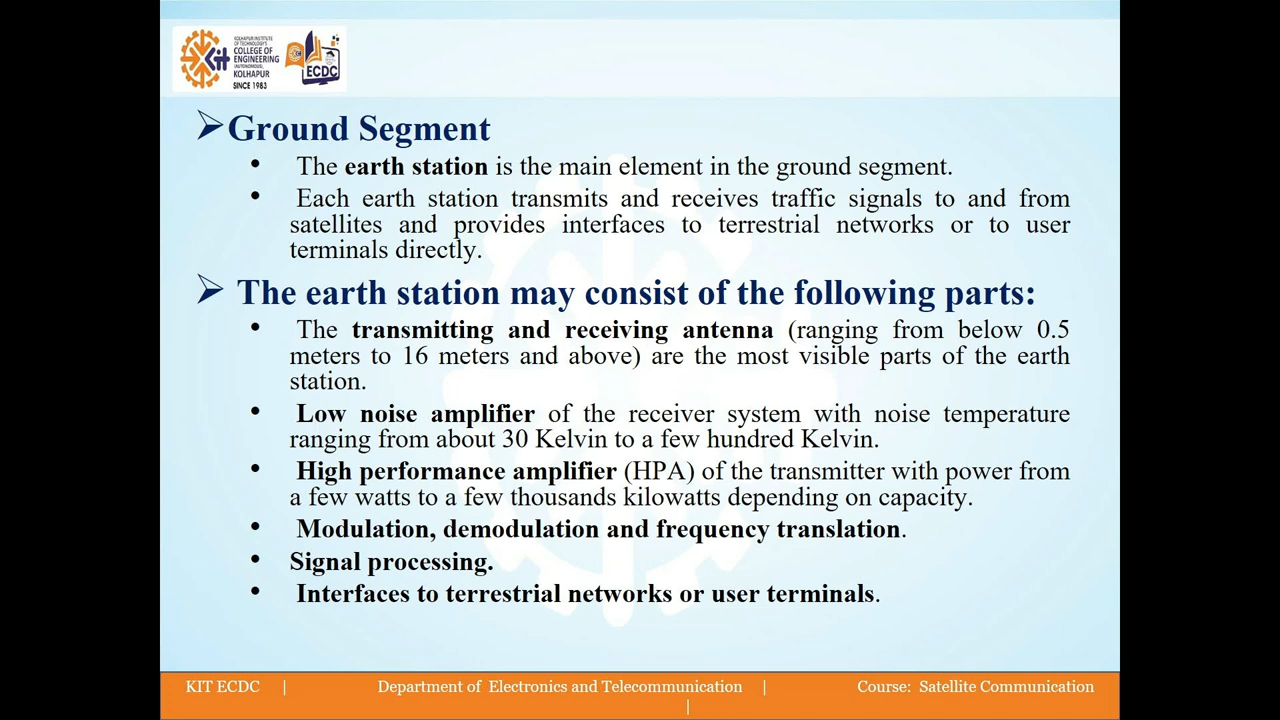 KOLHAPUR INSTITUTE
OF TECHNOLOGY'S
COLLEGE OF
ENGINEERING
(AUTONOMOUS),
KOLHAPUR
SINCE 1983
Kit
ECDC
Ground Segment
• The earth station is the main element in the ground segment.
• Each earth station transmits and receives traffic signals to and from
satellites and provides interfaces to terrestrial networks or to user
terminals directly.
The earth station may consist of the following parts:
• The transmitting and receiving antenna (ranging from below 0.5
meters to 16 meters and above) are the most visible parts of the earth
station.
• Low noise amplifier of the receiver system with noise temperature
ranging from about 30 Kelvin to a few hundred Kelvin.
• High performance amplifier (HPA) of the transmitter with power from
a few watts to a few thousands kilowatts depending on capacity.
• Modulation, demodulation and frequency translation.
• Signal processing.
• Interfaces to terrestrial networks or user terminals.
KIT ECDC | Department of Electronics and Telecommunication | Course: Satellite Communication
|